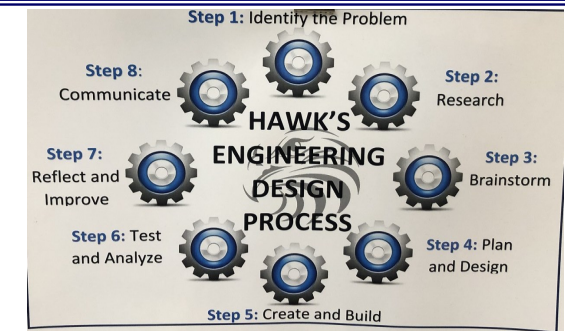 Step 1: Identify the Problem
Step 2:
Research
Step 3:
Brainstorm
Step 4: Plan
and Design
Step 5: Create and Build
Step 6: Test
and Analyze
Step 7:
Reflect and
Improve
Step 8:
Communicate
HAWK'S
ENGINEERING
DESIGN
PROCESS